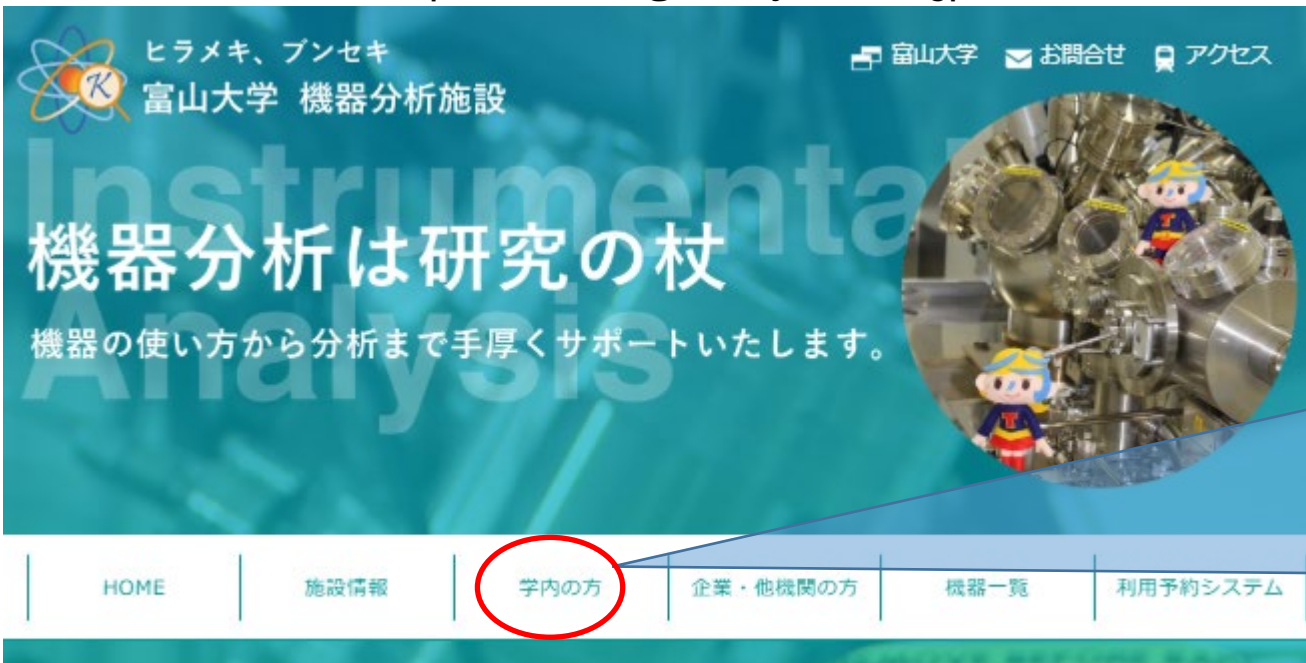 ヒラメキ、ブンセキ
富山大学 機器分析施設
富山大学 お問合せ アクセス
K
Instrumental
Analysis
機器分析は研究の杖
機器の使い方から分析まで手厚くサポートいたします。
T
T
HOME 施設情報 学内の方 企業・他機関の方 機器一覧 利用予約システム